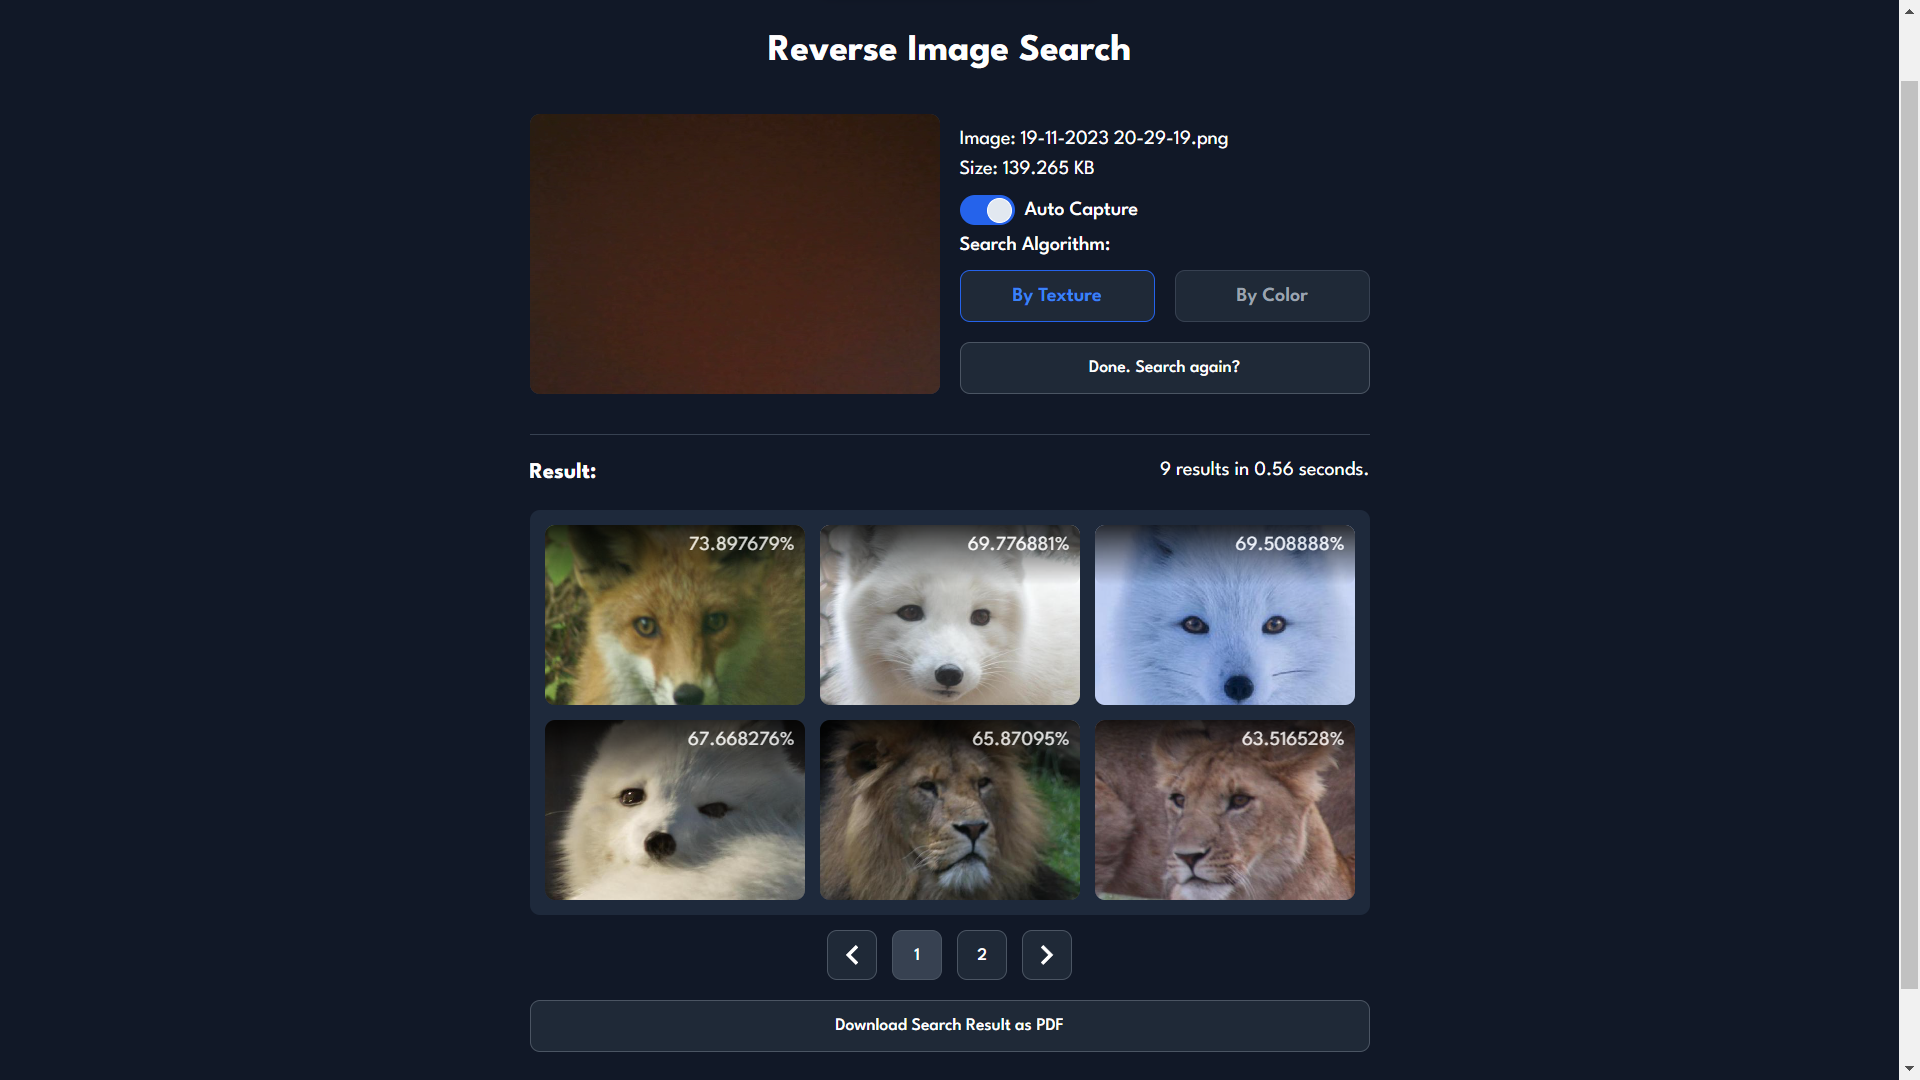 Reverse Image Search
Image: 19-11-2023 20-29-19.png
Size: 139.265 KB
Auto Capture
Search Algorithm:
By Texture
By Color
Done. Search again?
Result:
9 results in 0.56 seconds.
73.897679%
69.776881%
69.508888%
67.668276%
65.87095%
63.516528%
1
2
Download Search Result as PDF